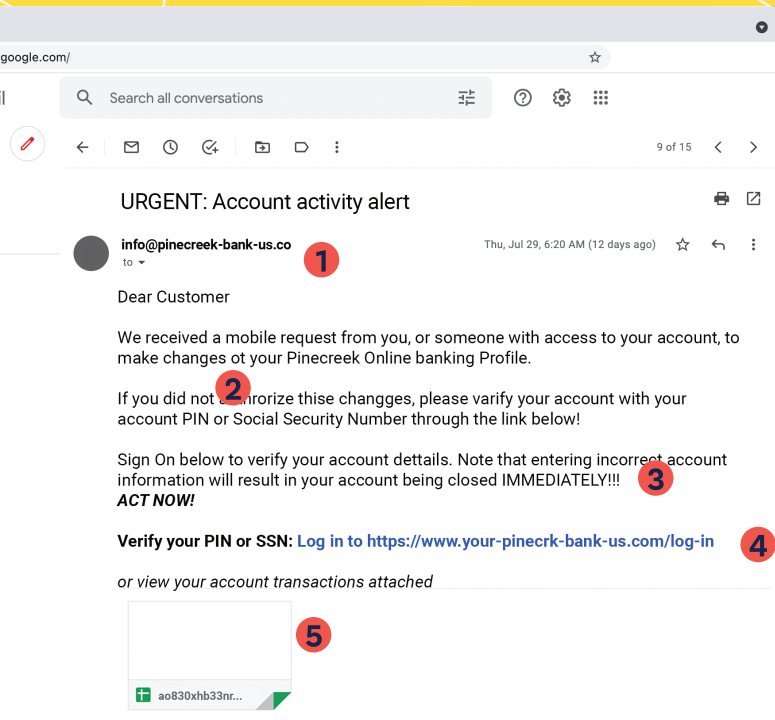 google.com/
Search all conversations
9 of 15
URGENT: Account activity alert
info@pinecreek-bank-us.co
Thu, Jul 29, 6:20 AM (12 days ago)
to
1
Dear Customer
We received a mobile request from you, or someone with access to your account, to
make changes ot your Pinecreek Online banking Profile.
2
If you did not thise changges, please varify your account with your
account PIN or Social Security Number through the link below!
Sign On below to verify your account dettails. Note that entering incorrect account
information will result in your account being closed IMMEDIATELY!!!
3
ACT NOW!
Verify your PIN or SSN: Log in to https://www.your-pinecrk-bank-us.com/log-in
4
or view your account transactions attached
5
ao830xhb33nr...